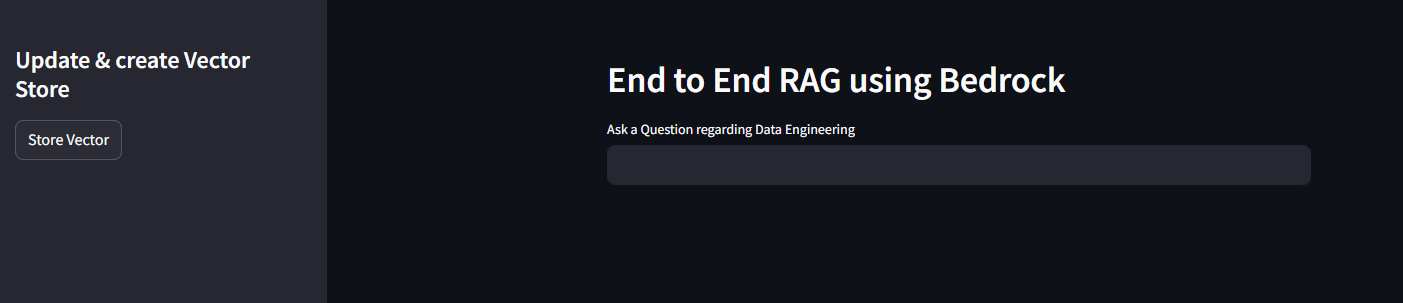 Update & create Vector
Store
Store Vector
End to End RAG using Bedrock
Ask a Question regarding Data Engineering